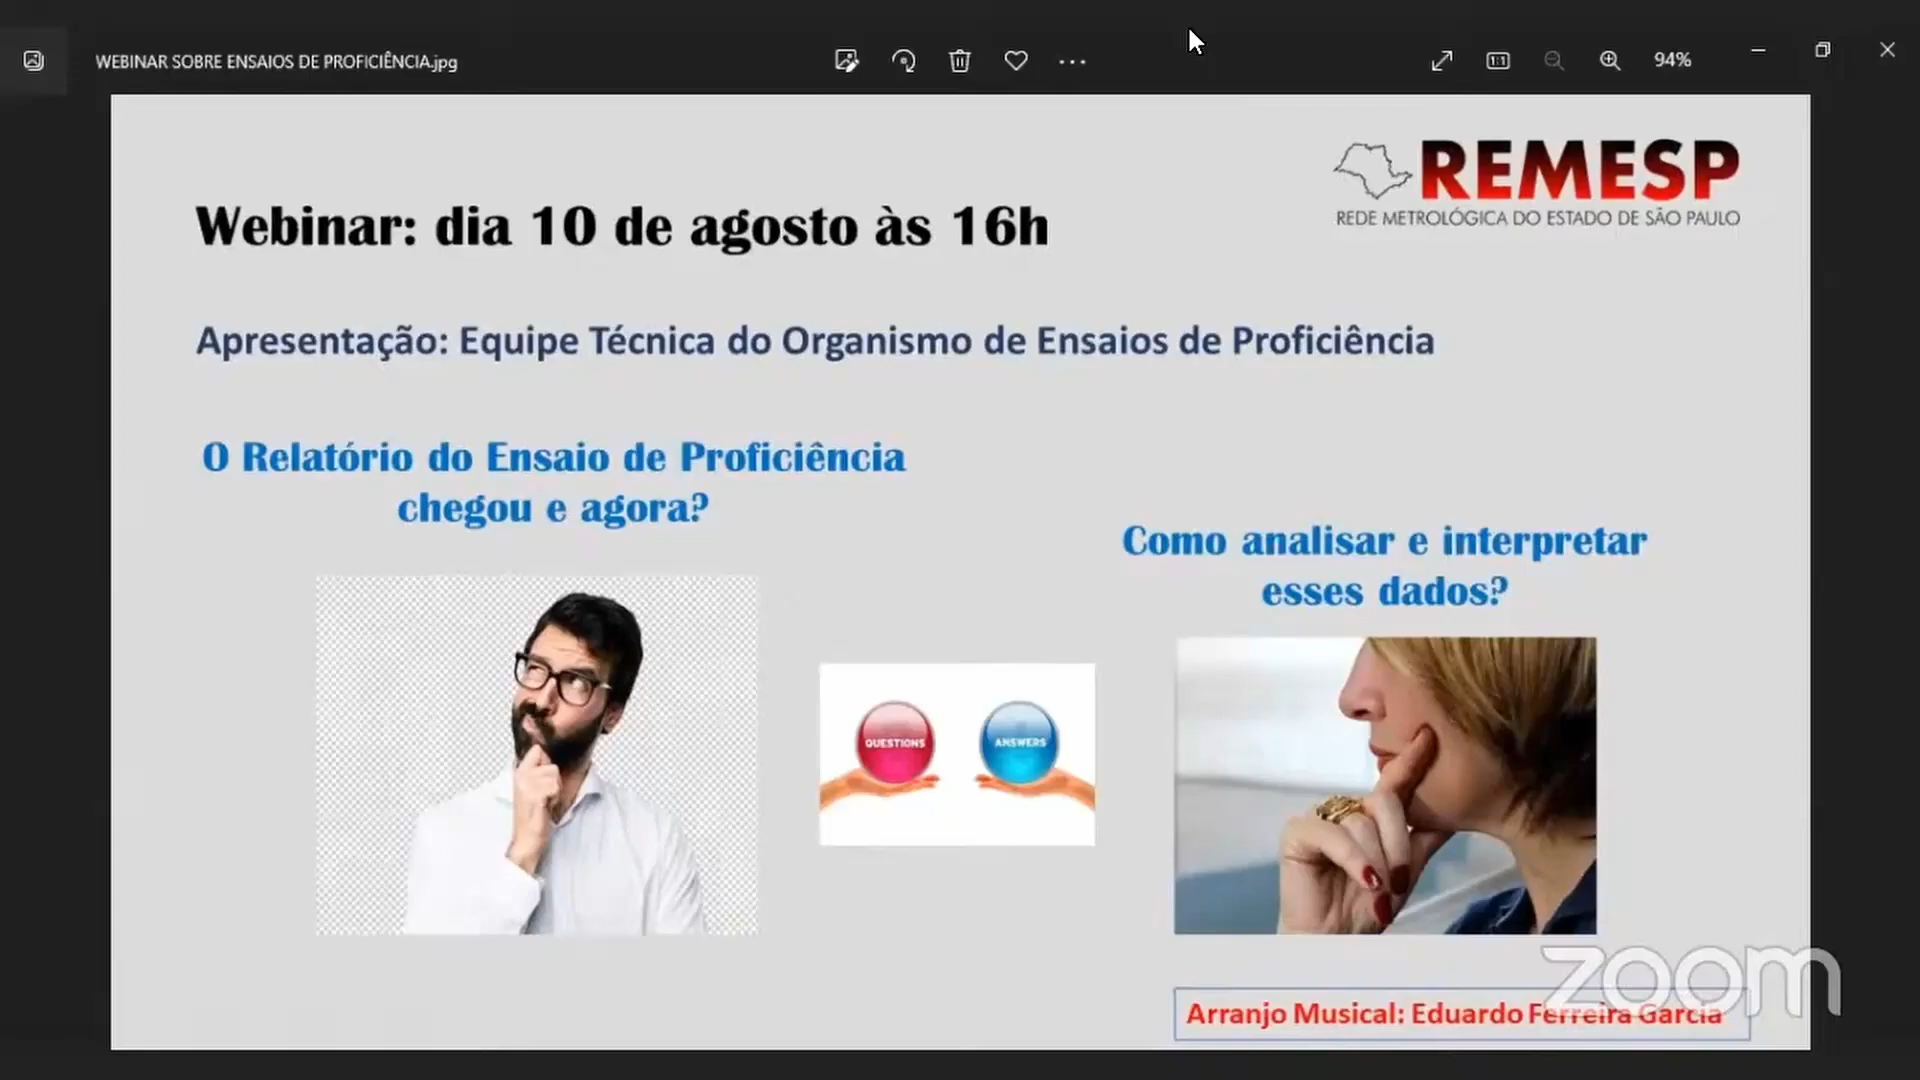 WEBINAR SOBRE ENSAIOS DE PROFICIÊNCIA.jpg
1:1
94%
REMESP
REDE METROLÓGICA DO ESTADO DE SÃO PAULO
Webinar: dia 10 de agosto às 16h
Apresentação: Equipe Técnica do Organismo de Ensaios de Proficiência
O Relatório do Ensaio de Proficiência
chegou e agora?
Como analisar e interpretar
esses dados?
QUESTIONS
ANSWERS
zoom
Arranjo Musical: Eduardo Ferreira Garcia